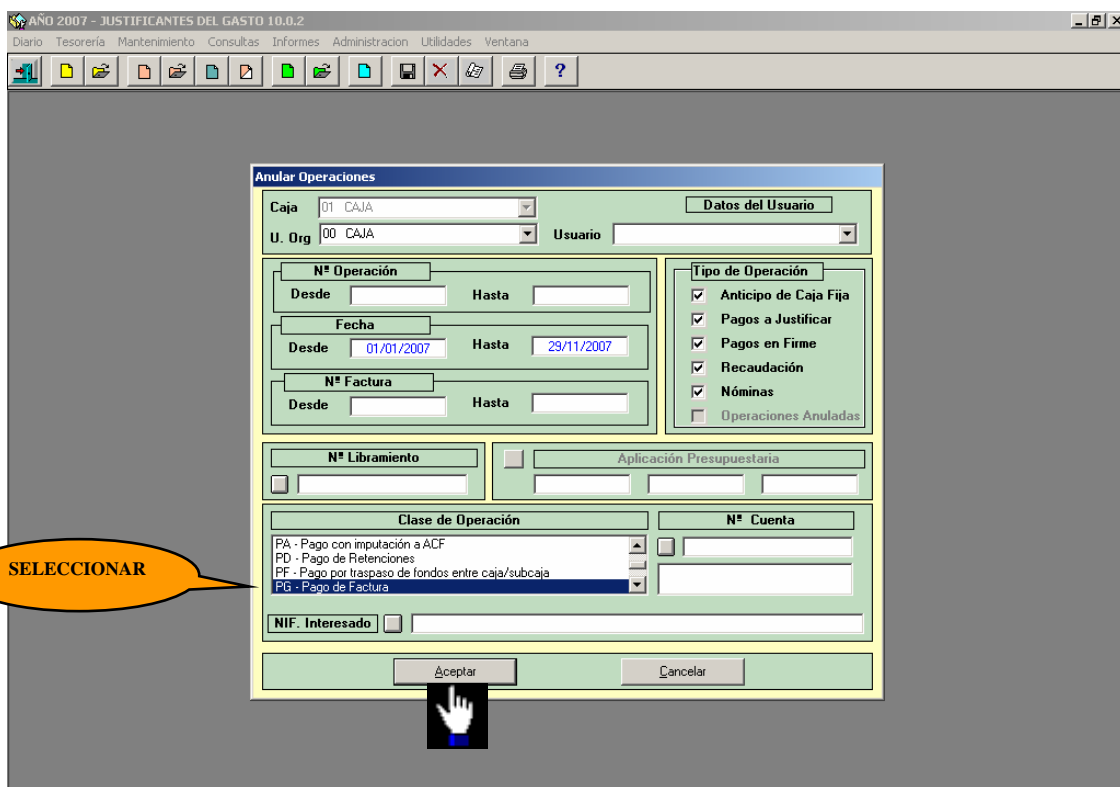 AÑO 2007 - JUSTIFICANTES DEL GASTO 10.0.2
Diario Tesorería Mantenimiento Consultas Informes Administracion Utilidades Ventana
?
Anular Operaciones
Caja 01 CAJA
Datos del Usuario
U. Org 00 CAJA Usuario
Nº Operación
Desde Hasta
Fecha
Desde 01/01/2007 Hasta 29/11/2007
Nº Factura
Desde Hasta
Tipo de Operación
Anticipo de Caja Fija
Pagos a Justificar
Pagos en Firme
Recaudación
Nóminas
Operaciones Anuladas
Nº Libramiento
Aplicación Presupuestaria
Clase de Operación
PA - Pago con imputación a ACF
PD - Pago de Retenciones
PF - Pago por traspaso de fondos entre caja/subcaja
PG - Pago de Factura
Nº Cuenta
SELECCIONAR
NIF. Interesado
Aceptar Cancelar